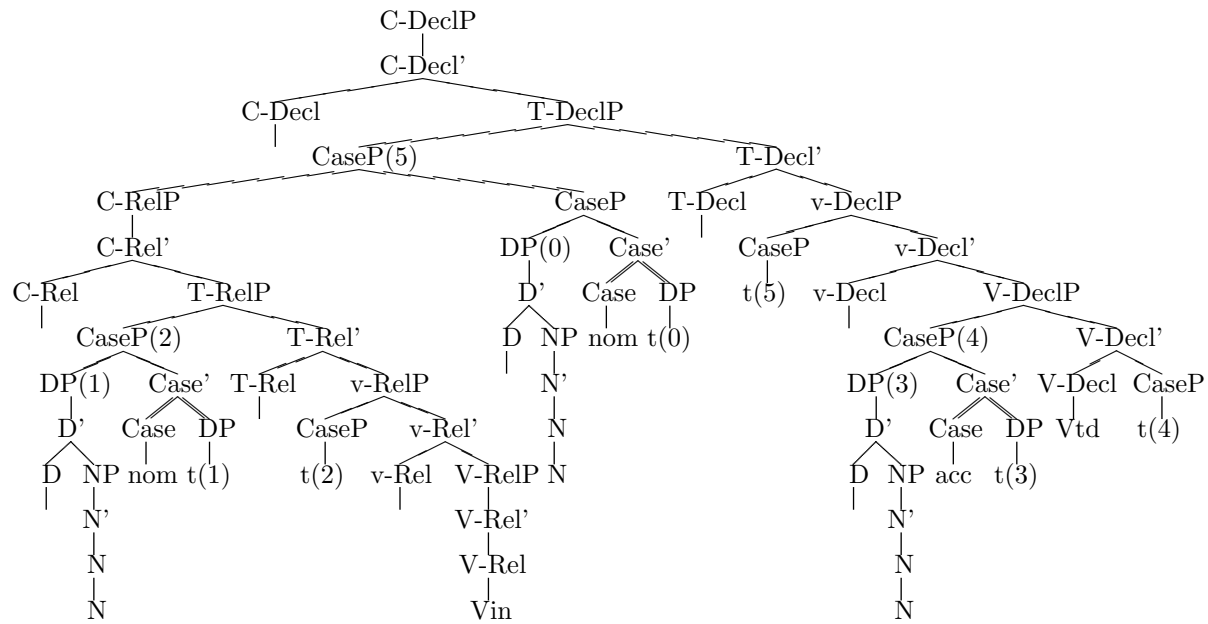 C-DeclP
C-Decl’
C-Decl T-DeclP
CaseP(5) T-Decl’
C-RelP CaseP T-Decl v-DeclP
C-Rel’ DP(0) Case’ CaseP v-Decl’
C-Rel T-RelP D’ Case DP t(5) v-Decl V-DeclP
CaseP(2) T-Rel’ D NP nom t(0) CaseP(4) V-Decl’
DP(1) Case’ T-Rel v-RelP N’ DP(3) Case’ V-Decl CaseP
D’ Case DP CaseP v-Rel’ N D’ Case DP Vtd t(4)
D NP nom t(1) t(2) v-Rel V-RelP N D NP acc t(3)
N’ V-Rel’ N’
N V-Rel N
N Vin N